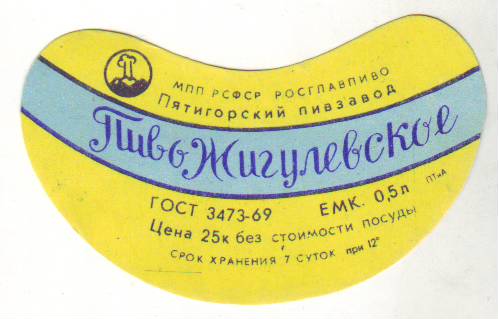 МПП РСФСР РОСГЛАВПИВО
Пятигорский пивзавод
Пиво Жигулевское
ГОСТ 3473-69 ЕМК. 0,5л ПТиА
Цена 25к без стоимости посуды
СРОК ХРАНЕНИЯ 7 СУТОК при 12°